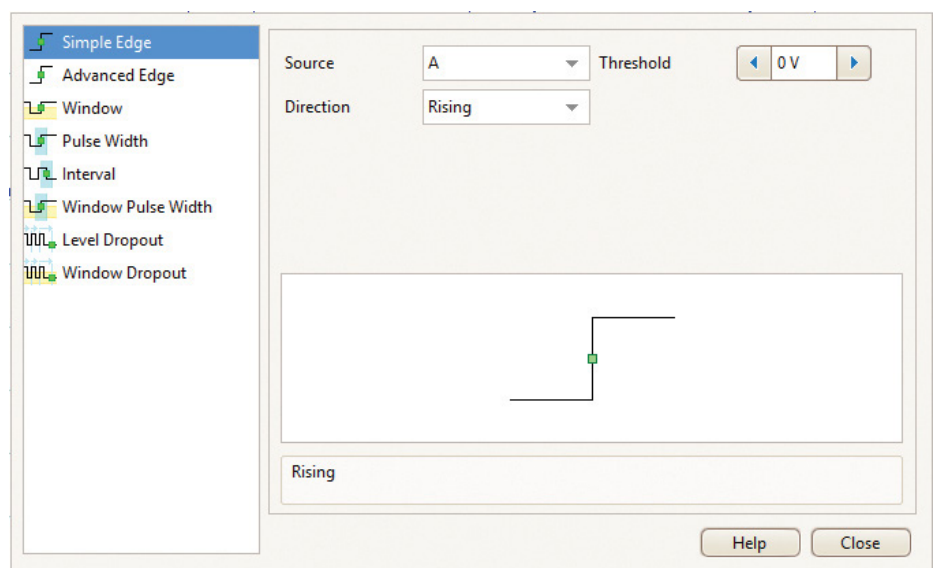 Simple Edge
Advanced Edge
Window
Pulse Width
Interval
Window Pulse Width
Level Dropout
Window Dropout
Source A Threshold 0 V
Direction Rising
Rising
Help Close